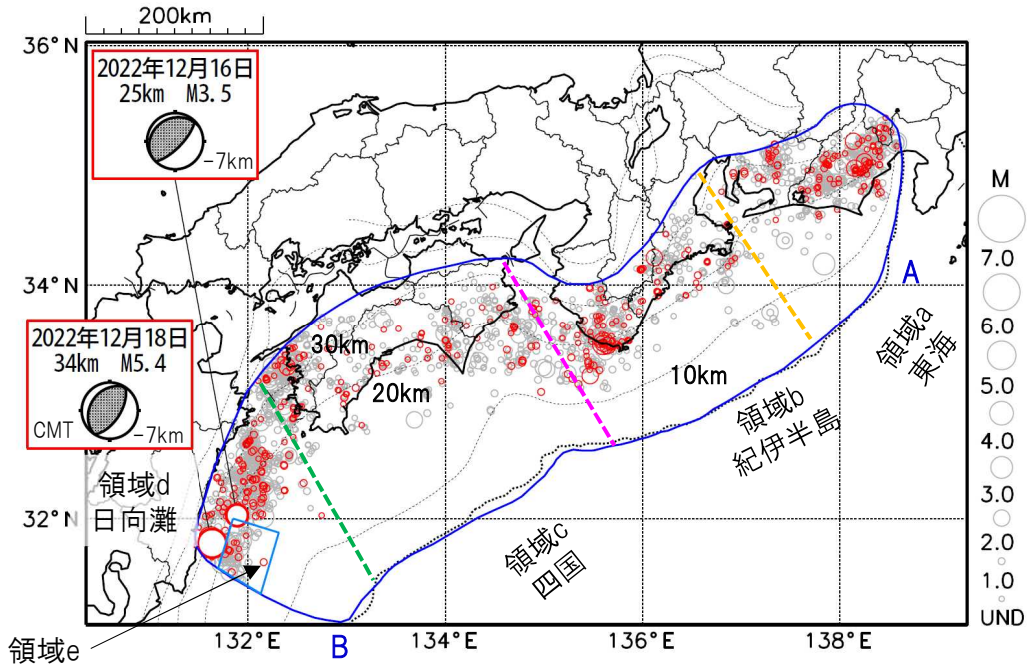 200km
36°N
2022年12月16日
25km M3.5
-7km
2022年12月18日
34km M5.4
CMT
-7km
34°N
32°N
30km
20km
10km
A
領域a
東海
領域b
紀伊半島
領域c
四国
領域d
日向灘
領域e
B
132°E
134°E
136°E
138°E
M
7.0
6.0
5.0
4.0
3.0
2.0
1.0
UND